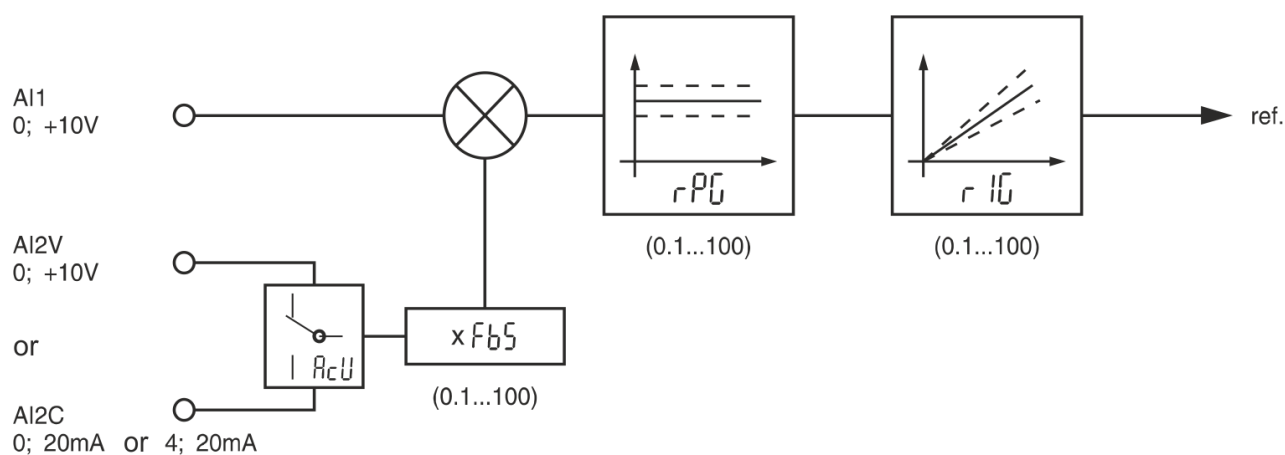 AI1
0; +10V
rPG
(0.1...100)
rIG
(0.1...100)
ref.
AI2V
0; +10V
or
AcU
x FbS
(0.1...100)
AI2C
0; 20mA or 4; 20mA